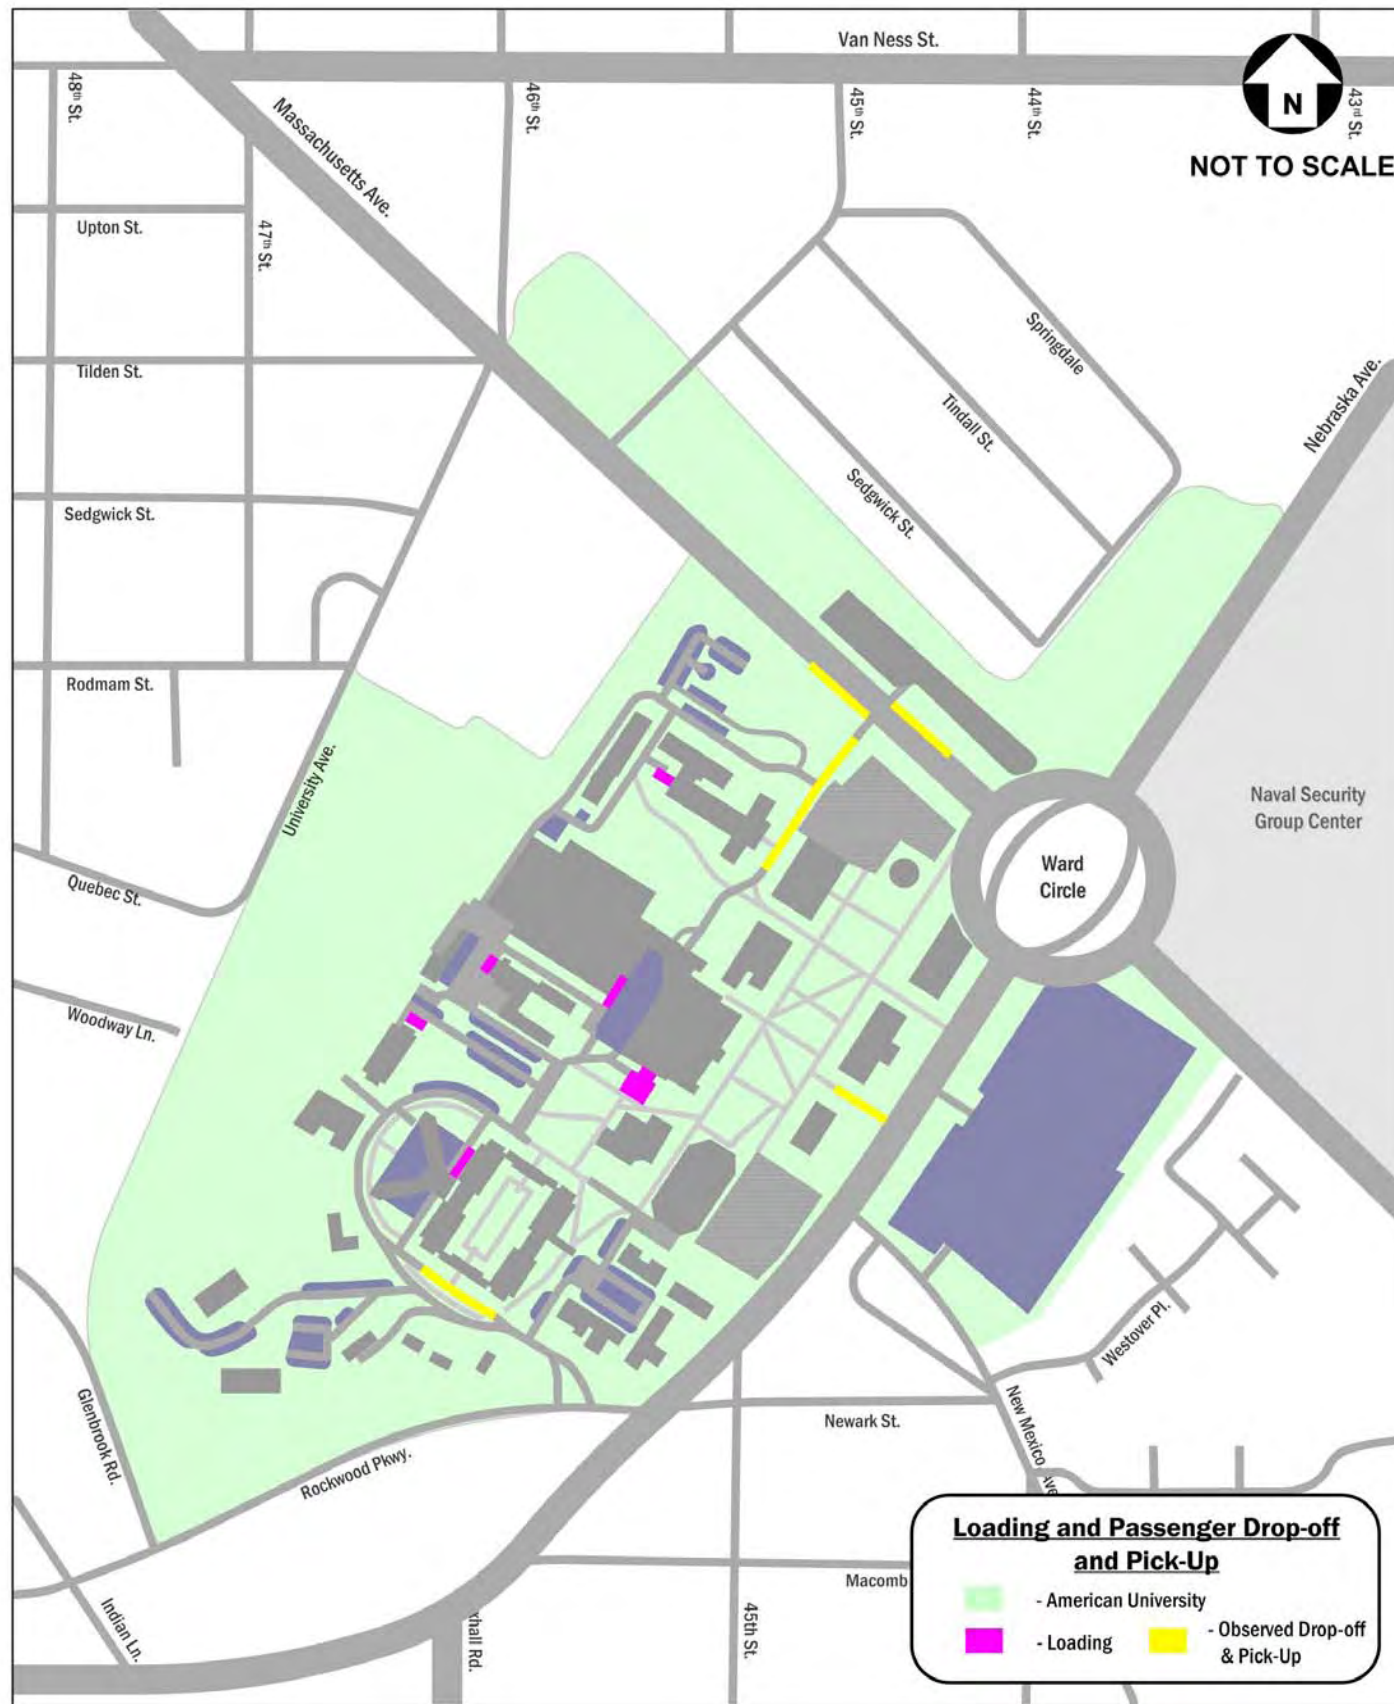 Van Ness St.
48th St.
46th St.
45th St.
44th St.
43rd St.
N
NOT TO SCALE
Massachusetts Ave.
Upton St.
47th St.
Springdale
Tilden St.
Nebraska Ave.
Tindall St.
Sedgwick St.
Sedgwick St.
Rodmam St.
University Ave.
Naval Security
Group Center
Ward
Circle
Quebec St.
Woodway Ln.
Westover Pl.
Glenbrook Rd.
New Mexico Ave
Newark St.
Rockwood Pkwy.
Loading and Passenger Drop-off
and Pick-Up
- American University
- Loading
- Observed Drop-off
& Pick-Up
Macomb
Indian Ln.
xhall Rd.
45th St.